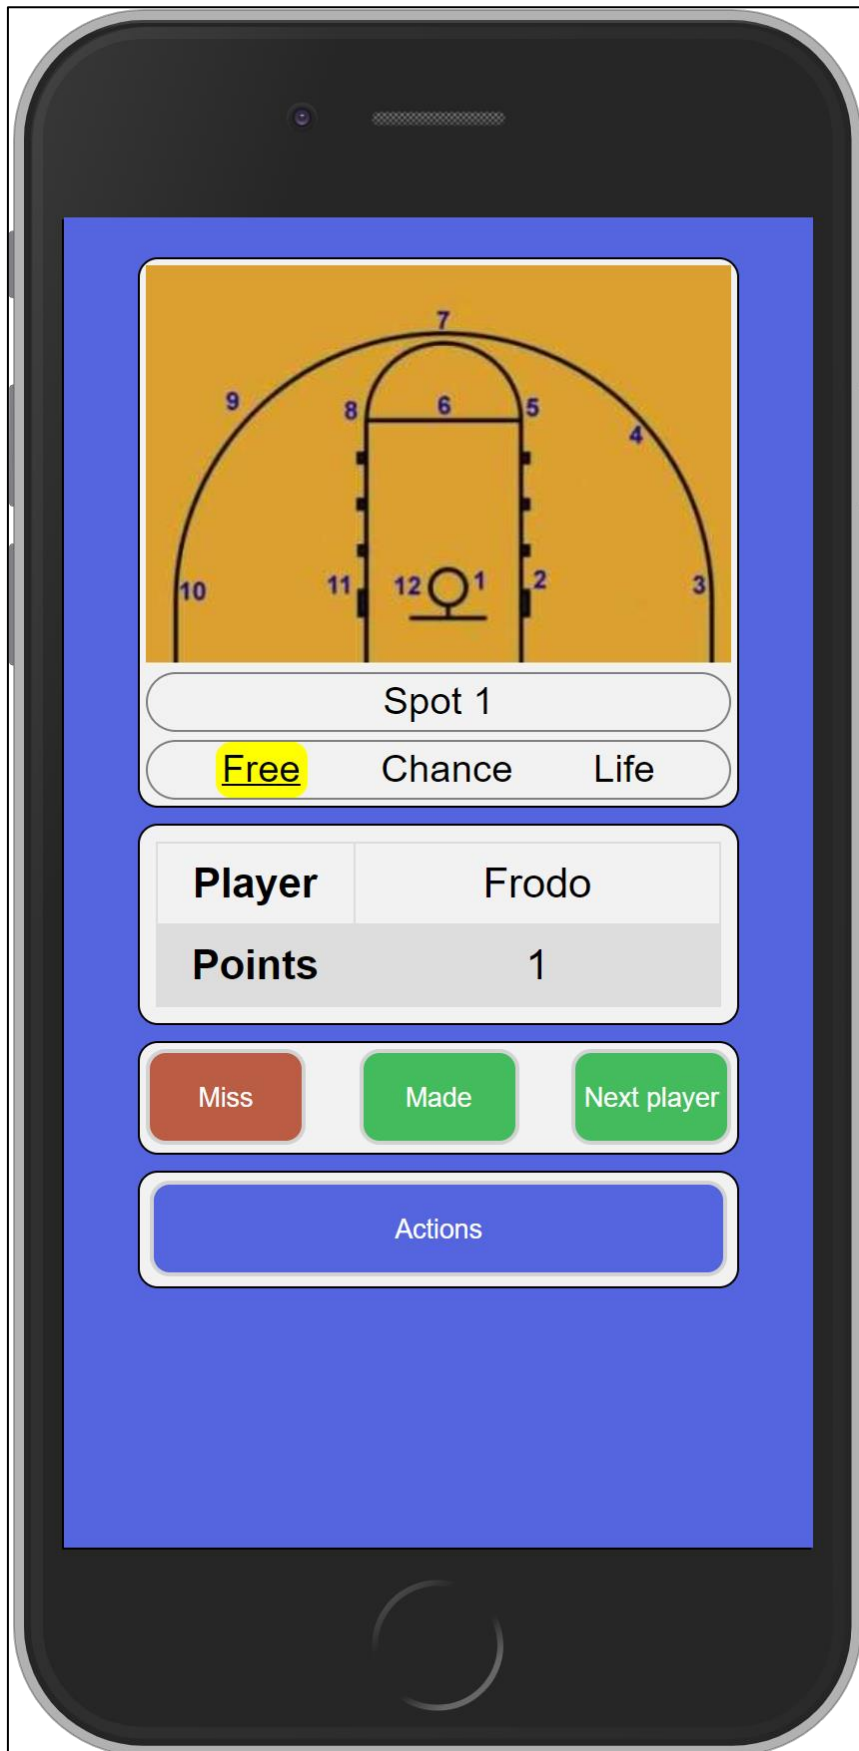 7
9
8 6 5
4
10 11 12 1 2 3
Spot 1
Free Chance Life
Player Frodo
Points 1
Miss Made Next player
Actions